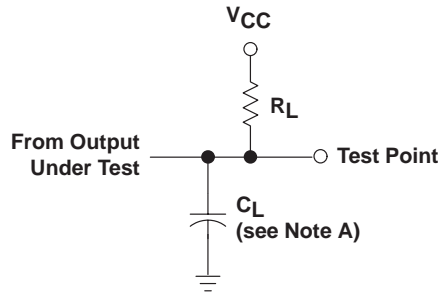 VCC
RL
From Output
Under Test
Test Point
CL
(see Note A)